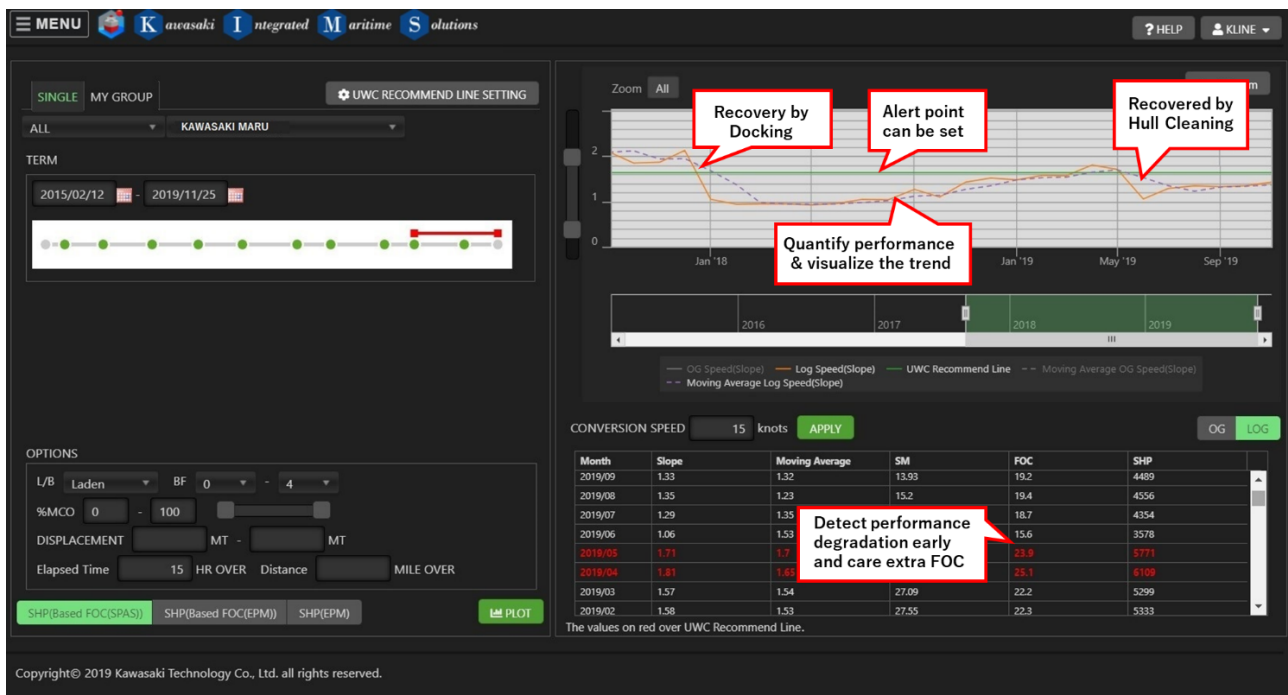 MENU Kawasaki Integrated Maritime Solutions ? HELP KLINE
SINGLE MY GROUP UWC RECOMMEND LINE SETTING
ALL KAWASAKI MARU
TERM
2015/02/12 - 2019/11/25
OPTIONS
L/B Laden BF 0 - 4
%MCO 0 - 100
DISPLACEMENT MT - MT
Elapsed Time 15 HR OVER Distance MILE OVER
SHP(Based FOC(SPAS)) SHP(Based FOC(EPM)) SHP(EPM) PLOT
Zoom All
Recovery by
Docking
Alert point
can be set
Recovered by
Hull Cleaning
Quantify performance
& visualize the trend
2
1
0
Jan '18 Jan '19 May '19 Sep '19
2016 2017 2018 2019
OG Speed(Slope) Log Speed(Slope) UWC Recommend Line Moving Average OG Speed(Slope)
Moving Average Log Speed(Slope)
CONVERSION SPEED 15 knots APPLY OG LOG
Month Slope Moving Average SM FOC SHP
2019/09 1.33 1.32 13.93 19.2 4489
2019/08 1.35 1.23 15.2 19.4 4556
2019/07 1.29 1.35 18.7 4354
2019/06 1.06 1.53 15.6 3578
2019/05 1.71 1.7 23.9 5771
2019/04 1.81 1.65 25.1 6109
2019/03 1.57 1.54 27.09 22.2 5299
2019/02 1.58 1.53 27.55 22.3 5333
Detect performance
degradation early
and care extra FOC
The values on red over UWC Recommend Line.
Copyright© 2019 Kawasaki Technology Co., Ltd. all rights reserved.